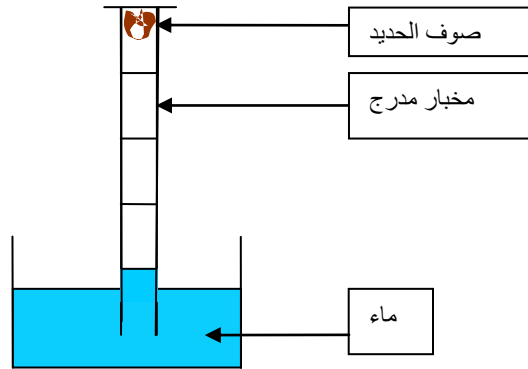 صوف الحديد
مخبار مدرج
ماء